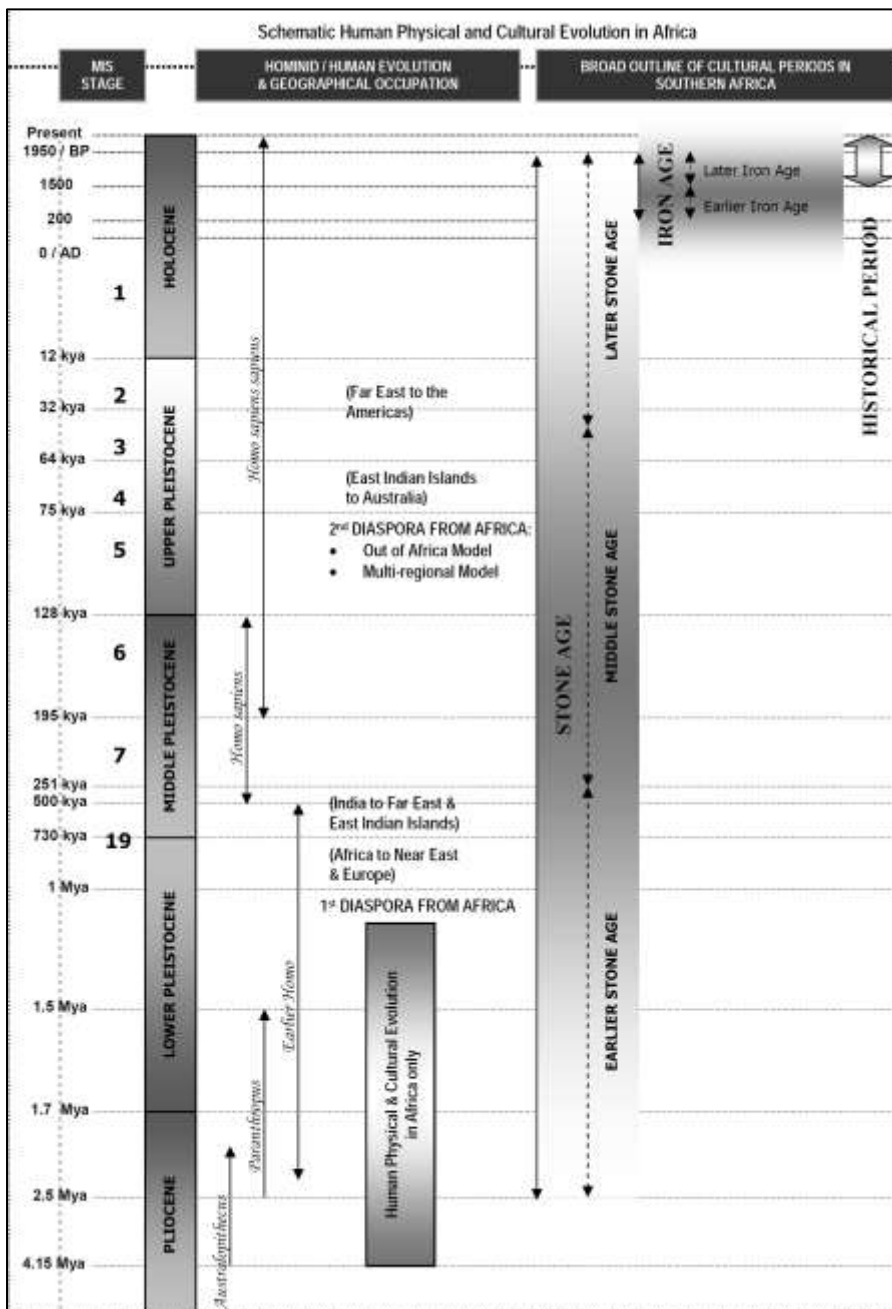 Schematic Human Physical and Cultural Evolution in Africa
MIS
STAGE
HOMINID / HUMAN EVOLUTION
& GEOGRAPHICAL OCCUPATION
BROAD OUTLINE OF CULTURAL PERIODS IN
SOUTHERN AFRICA
Present
1950 / BP
1500
200
0 / AD
1
12 kya
2
32 kya
3
64 kya
4
75 kya
5
128 kya
6
195 kya
7
251 kya
500 kya
730 kya
19
1 Mya
1.5 Mya
1.7 Mya
2.5 Mya
4.15 Mya
HOLOCENE
UPPER PLEISTOCENE
MIDDLE PLEISTOCENE
LOWER PLEISTOCENE
PLIOCENE
Homo sapiens sapiens
Homo sapiens
Earlier Homo
Paranthropus
Australopithecus
(Far East to the
Americas)
(East Indian Islands
to Australia)
2nd DIASPORA FROM AFRICA:
• Out of Africa Model
• Multi-regional Model
(India to Far East &
East Indian Islands)
(Africa to Near East
& Europe)
1st DIASPORA FROM AFRICA
Human Physical & Cultural Evolution
in Africa only
STONE AGE
LATER STONE AGE
MIDDLE STONE AGE
EARLIER STONE AGE
IRON AGE
Later Iron Age
Earlier Iron Age
HISTORICAL PERIOD